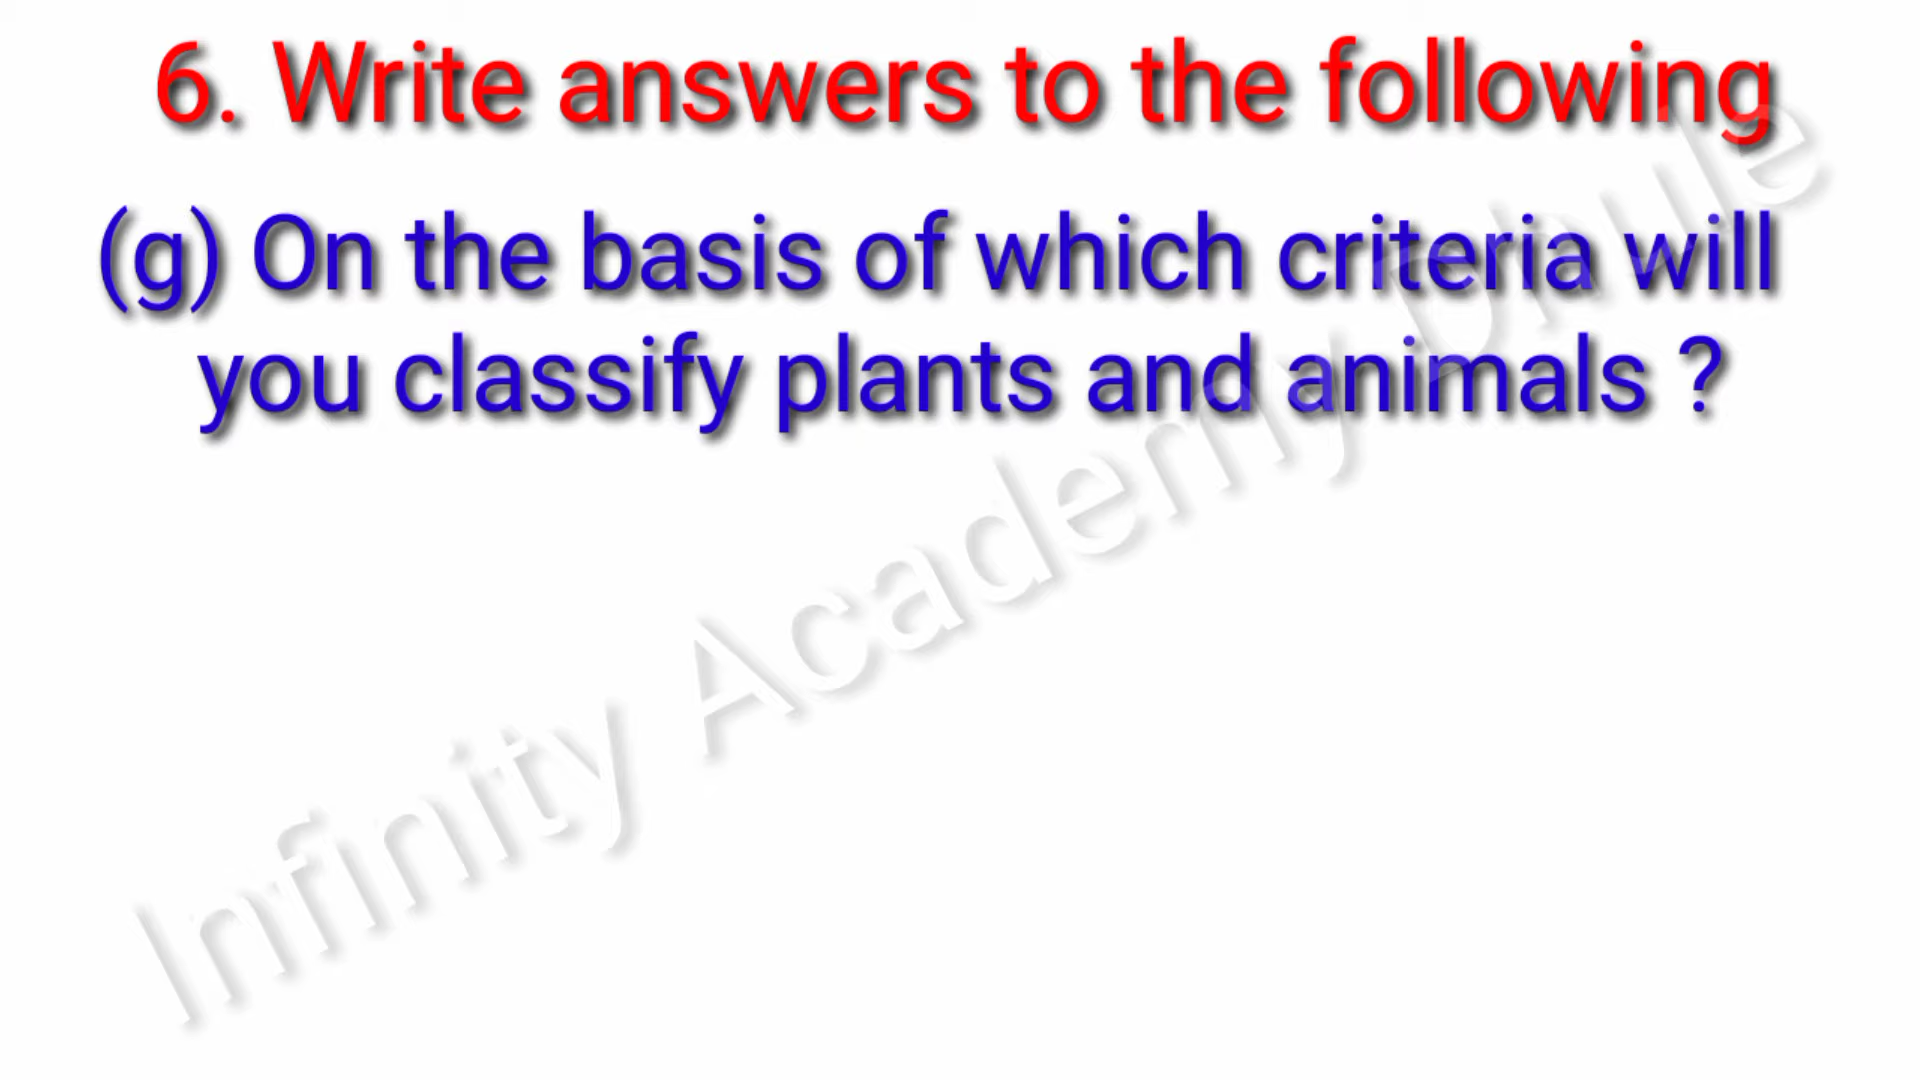 6. Write answers to the following
(g) On the basis of which criteria will
you classify plants and animals ?
Infinity Academy Dhule